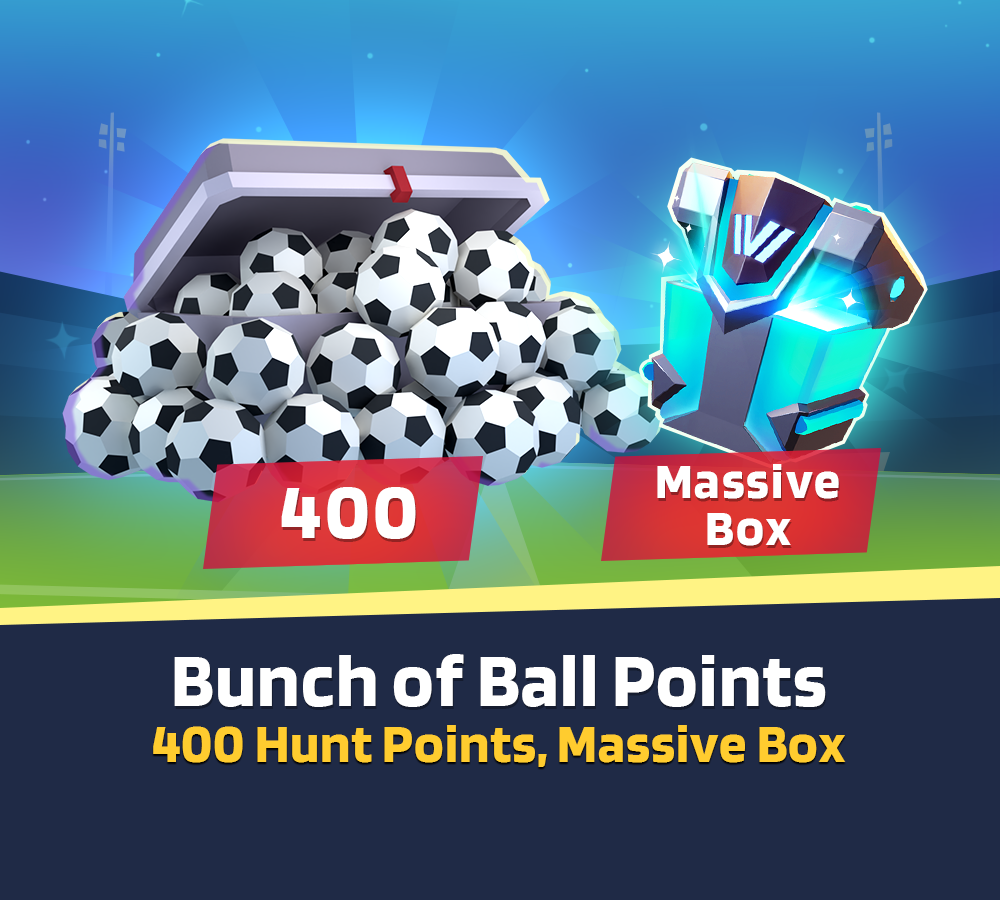 400
Massive
Box
Bunch of Ball Points
400 Hunt Points, Massive Box